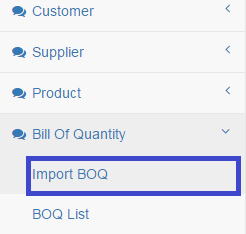 Customer
Supplier
Product
Bill Of Quantity
Import BOQ
BOQ List